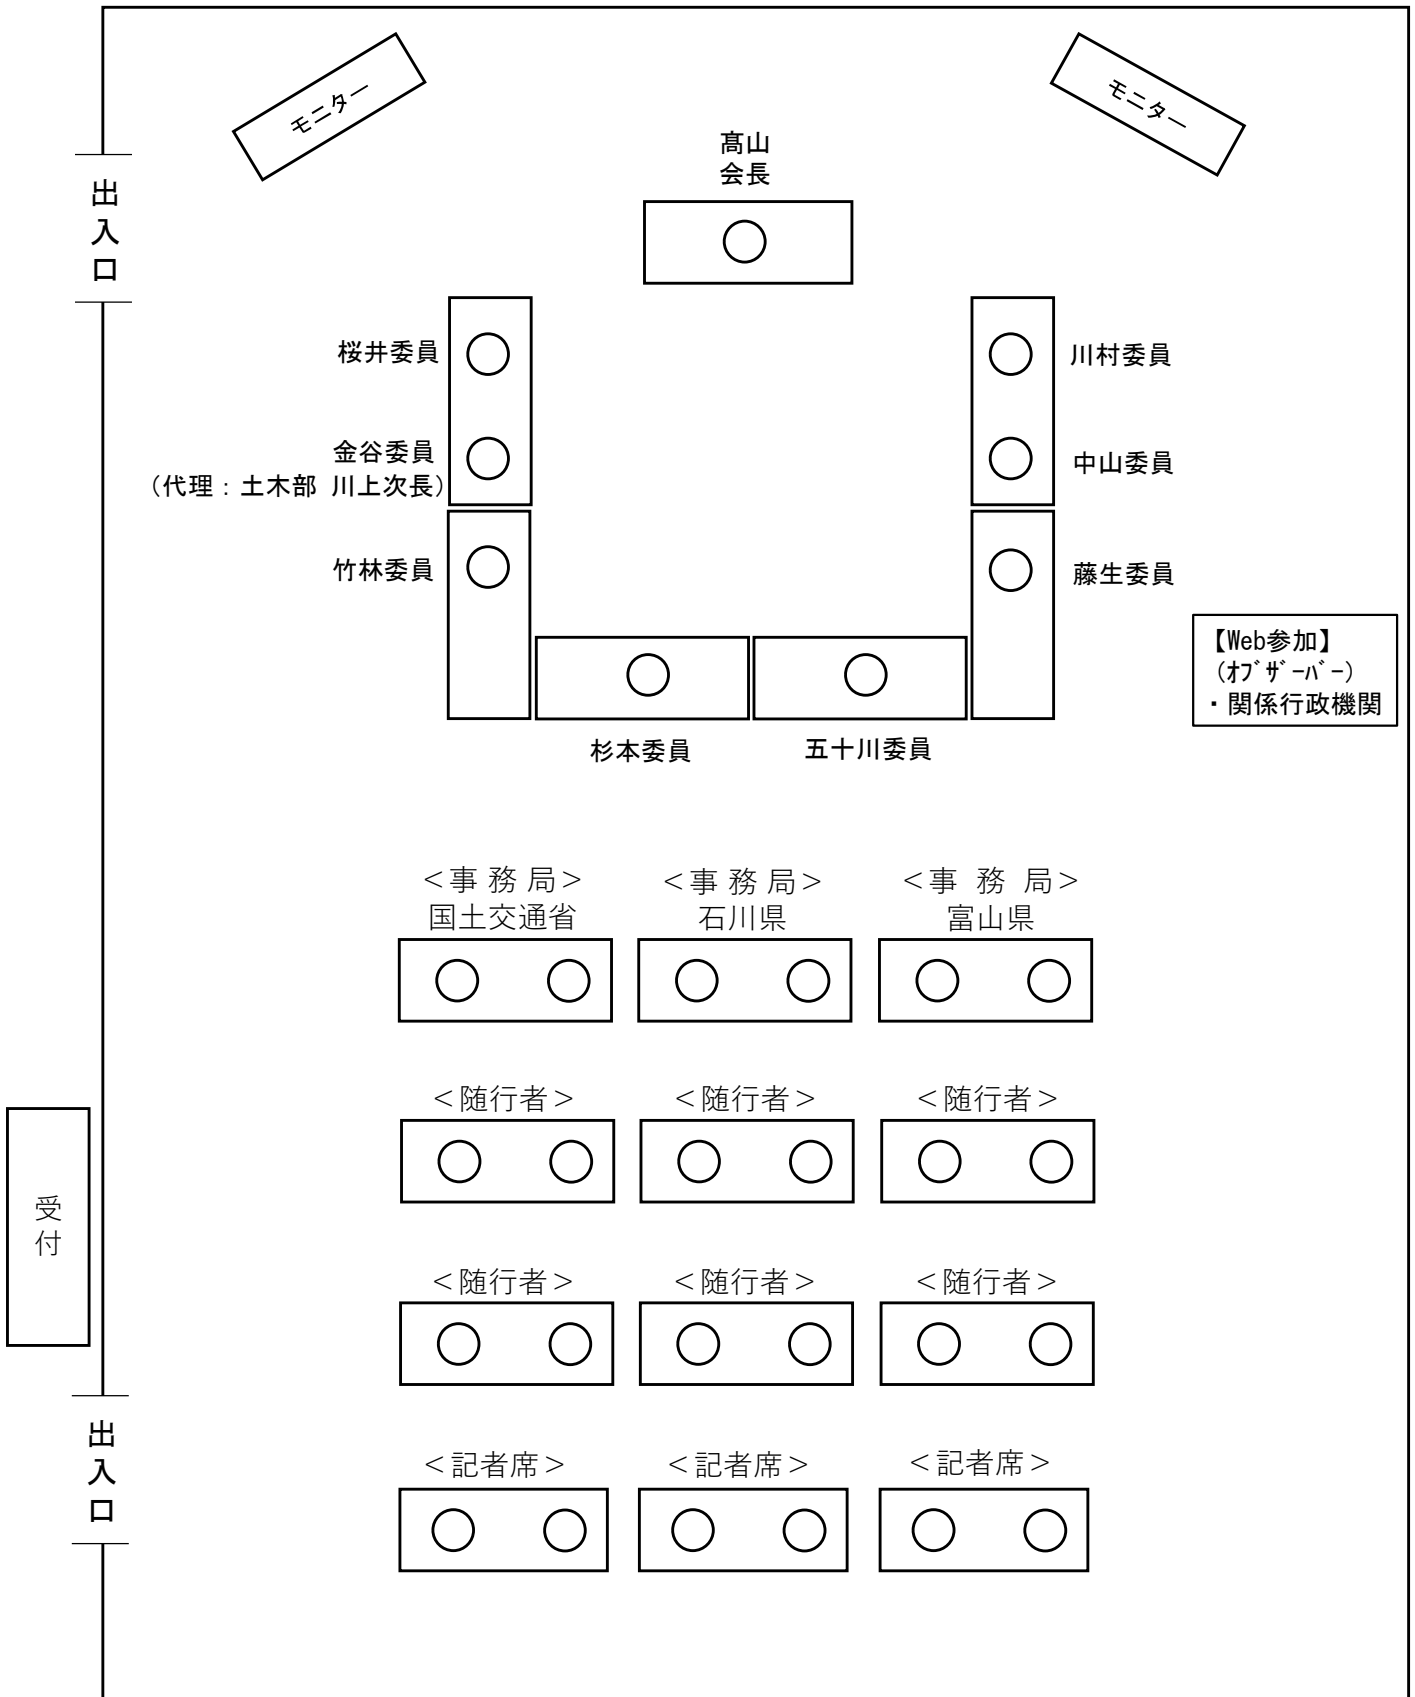 モニター
モニター
髙山
会長
出入口
桜井委員
川村委員
金谷委員
（代理：土木部 川上次長）
中山委員
竹林委員
藤生委員
【Web参加】
（ｵﾌﾞｻﾞｰﾊﾞｰ）
・関係行政機関
杉本委員
五十川委員
＜事 務 局＞
国土交通省
＜事 務 局＞
石川県
＜事 務 局＞
富山県
＜随行者＞
＜随行者＞
＜随行者＞
受付
＜随行者＞
＜随行者＞
＜随行者＞
出入口
＜記者席＞
＜記者席＞
＜記者席＞